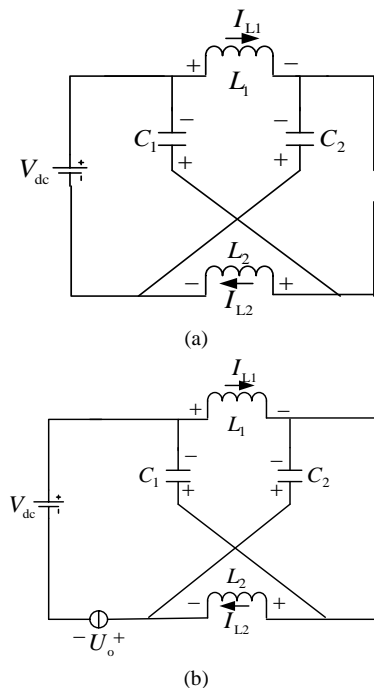 I_L1
+ −
L_1
− −
C_1 C_2
+ +
V_dc
+
-
L_2
− +
I_L2
(a)
I_L1
+ −
L_1
− −
C_1 C_2
+ +
V_dc
+
-
L_2
− +
I_L2
− U_o +
(b)